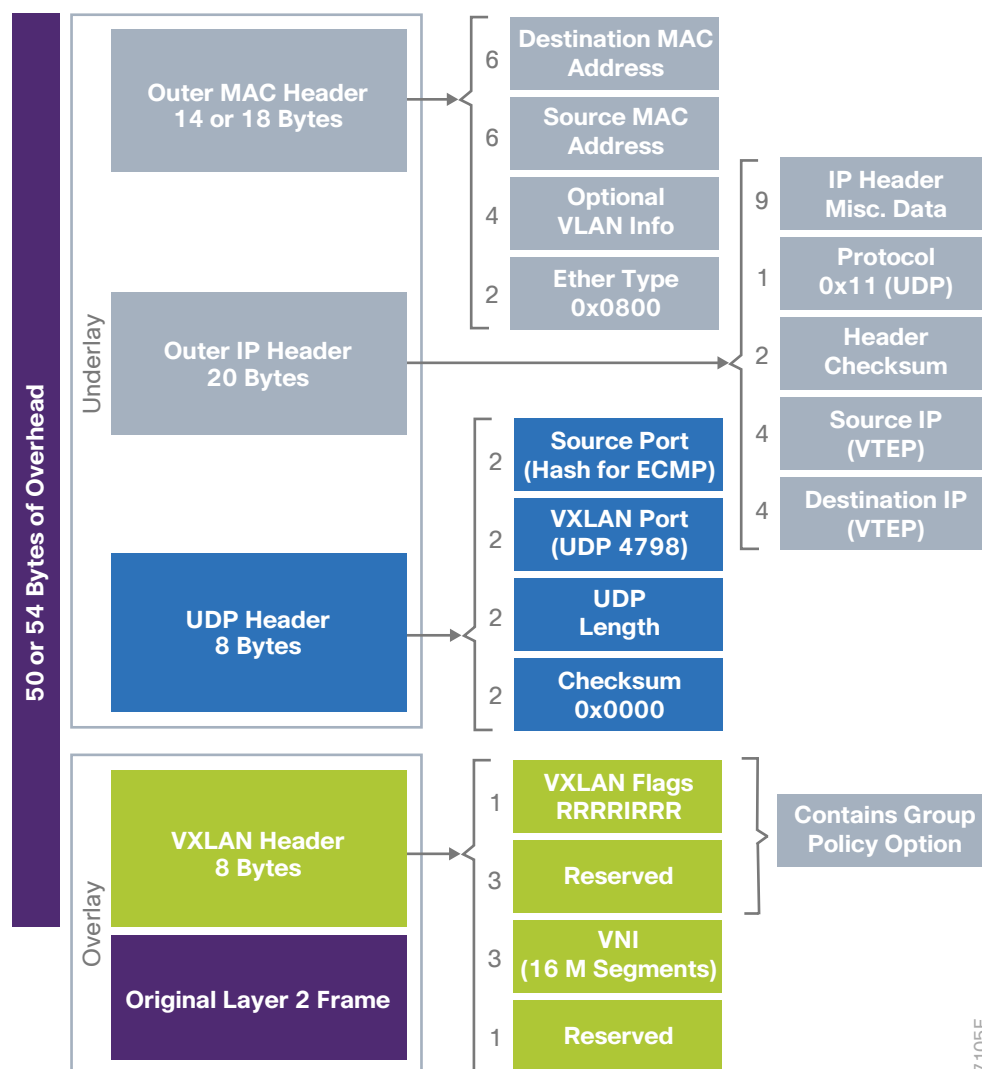 50 or 54 Bytes of Overhead
Underlay
Outer MAC Header
14 or 18 Bytes
6
Destination MAC
Address
6
Source MAC
Address
4
Optional
VLAN Info
2
Ether Type
0x0800
Outer IP Header
20 Bytes
9
IP Header
Misc. Data
1
Protocol
0x11 (UDP)
2
Header
Checksum
4
Source IP
(VTEP)
4
Destination IP
(VTEP)
UDP Header
8 Bytes
2
Source Port
(Hash for ECMP)
2
VXLAN Port
(UDP 4798)
2
UDP
Length
2
Checksum
0x0000
Overlay
VXLAN Header
8 Bytes
1
VXLAN Flags
RRRRIRRR
3
Reserved
Contains Group
Policy Option
3
VNI
(16 M Segments)
1
Reserved
Original Layer 2 Frame